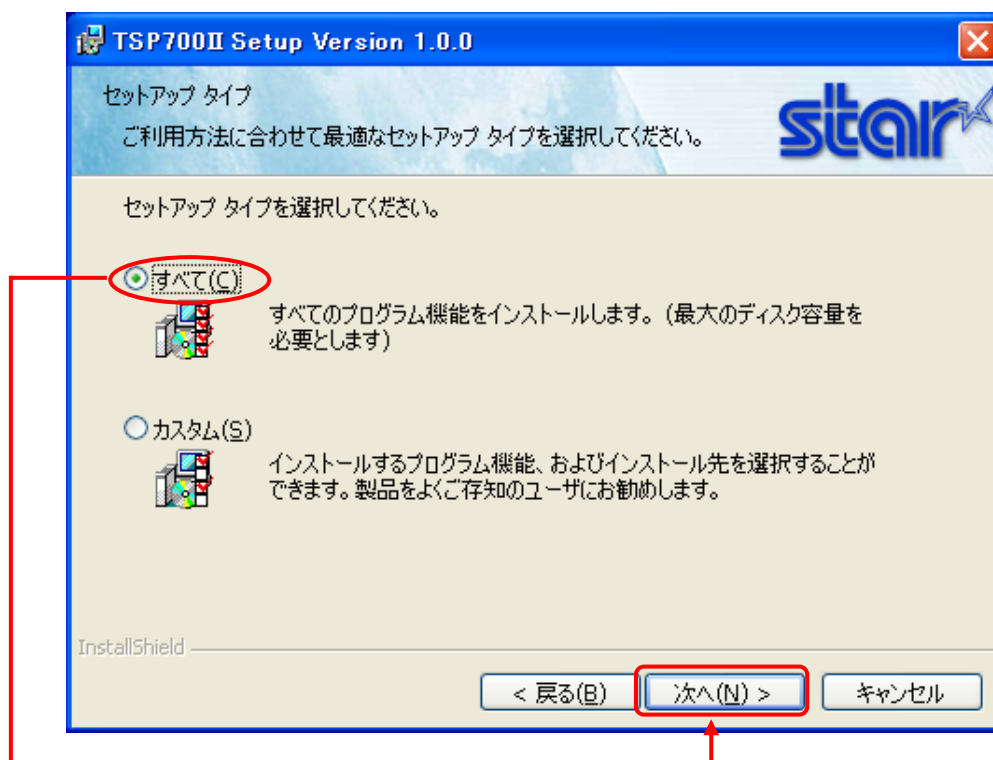 TSP700II Setup Version 1.0.0
セットアップ タイプ
ご利用方法に合わせて最適なセットアップ タイプを選択してください。
star
セットアップ タイプを選択してください。
すべて(C)
すべてのプログラム機能をインストールします。(最大のディスク容量を
必要とします)
カスタム(S)
インストールするプログラム機能、およびインストール先を選択することが
できます。製品をよくご存知のユーザにお勧めします。
InstallShield
< 戻る(B) 次へ(N) > キャンセル